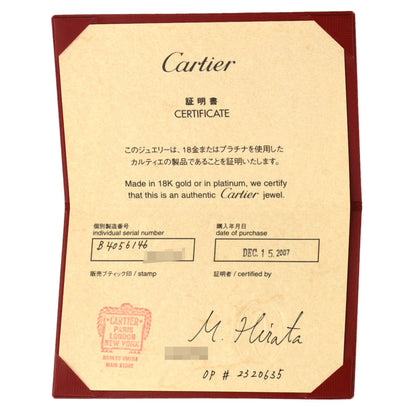 Cartier
証明書
CERTIFICATE
このジュエリーは、18金またはプラチナを使用した
カルティエの製品であることを証明いたします。
Made in 18K gold or in platinum, we certify
that this is an authentic Cartier jewel.
個別製造番号
individual serial number
B4056146
購入年月日
date of purchase
DEC. 15. 2007
販売ブティック印 / stamp
証明者 / certified by
CARTIER
PARIS
LONDON
NEW YORK
MAIN STORE
M. Hirata
OP # 2320635